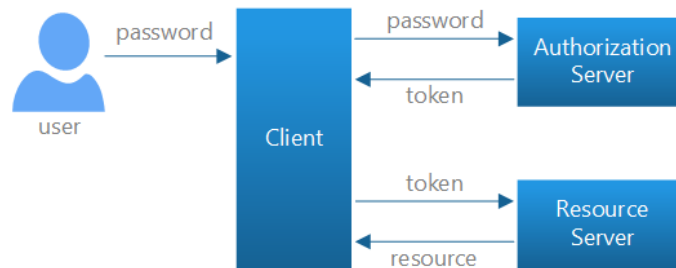 password
user
Client
password
token
Authorization
Server
token
resource
Resource
Server